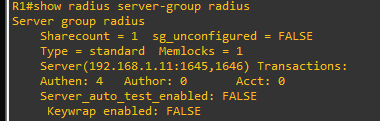 R1#show radius server-group radius
Server group radius
Sharecount = 1 sg_unconfigured = FALSE
Type = standard Memlocks = 1
Server(192.168.1.11:1645,1646) Transactions:
Authen: 4 Author: 0 Acct: 0
Server_auto_test_enabled: FALSE
Keywrap enabled: FALSE